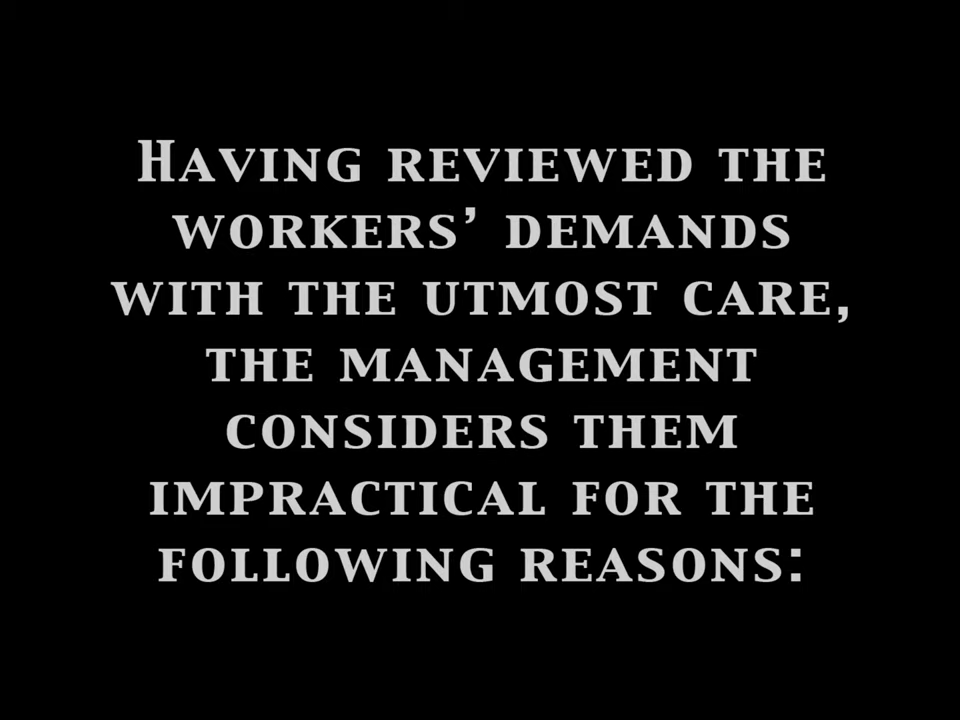 Having reviewed the
workers’ demands
with the utmost care,
the management
considers them
impractical for the
following reasons: